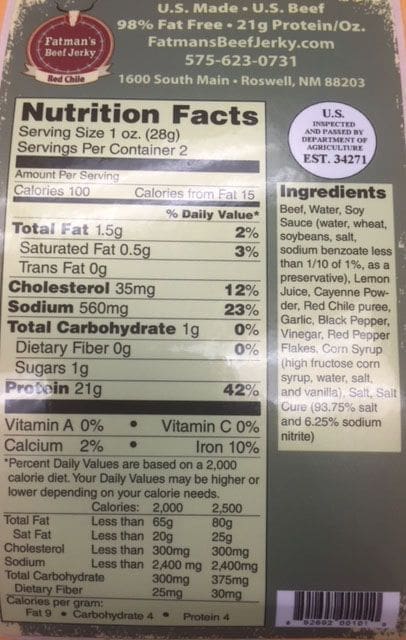 Fatman's
Beef Jerky
Red Chile
U.S. Made • U.S. Beef
98% Fat Free • 21g Protein/Oz.
FatmansBeefJerky.com
575-623-0731
1600 South Main • Roswell, NM 88203
Nutrition Facts
Serving Size 1 oz. (28g)
Servings Per Container 2
Amount Per Serving
Calories 100 Calories from Fat 15
% Daily Value*
Total Fat 1.5g 2%
Saturated Fat 0.5g 3%
Trans Fat 0g
Cholesterol 35mg 12%
Sodium 560mg 23%
Total Carbohydrate 1g 0%
Dietary Fiber 0g 0%
Sugars 1g
Protein 21g 42%
Vitamin A 0% • Vitamin C 0%
Calcium 2% • Iron 10%
*Percent Daily Values are based on a 2,000
calorie diet. Your Daily Values may be higher or
lower depending on your calorie needs.
Calories: 2,000 2,500
Total Fat Less than 65g 80g
Sat Fat Less than 20g 25g
Cholesterol Less than 300mg 300mg
Sodium Less than 2,400 mg 2,400mg
Total Carbohydrate 300mg 375mg
Dietary Fiber 25mg 30mg
Calories per gram:
Fat 9 • Carbohydrate 4 • Protein 4
U.S.
INSPECTED
AND PASSED BY
DEPARTMENT OF
AGRICULTURE
EST. 34271
Ingredients
Beef, Water, Soy
Sauce (water, wheat,
soybeans, salt,
sodium benzoate less
than 1/10 of 1%, as a
preservative), Lemon
Juice, Cayenne Pow-
der, Red Chile puree,
Garlic, Black Pepper,
Vinegar, Red Pepper
Flakes, Corn Syrup
(high fructose corn
syrup, water, salt,
and vanilla), Salt, Salt
Cure (93.75% salt
and 6.25% sodium
nitrite)